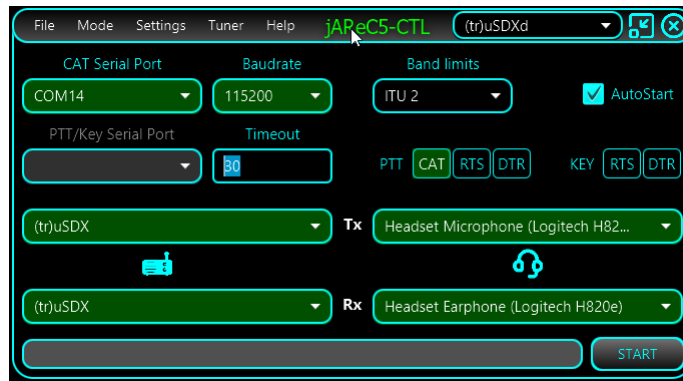 File Mode Settings Tuner Help jAReC5-CTL (tr)uSDXd
CAT Serial Port Baudrate Band limits
COM14 115200 ITU 2 AutoStart
PTT/Key Serial Port Timeout
30 PTT CAT RTS DTR KEY RTS DTR
(tr)uSDX Tx Headset Microphone (Logitech H82...
(tr)uSDX Rx Headset Earphone (Logitech H820e)
START